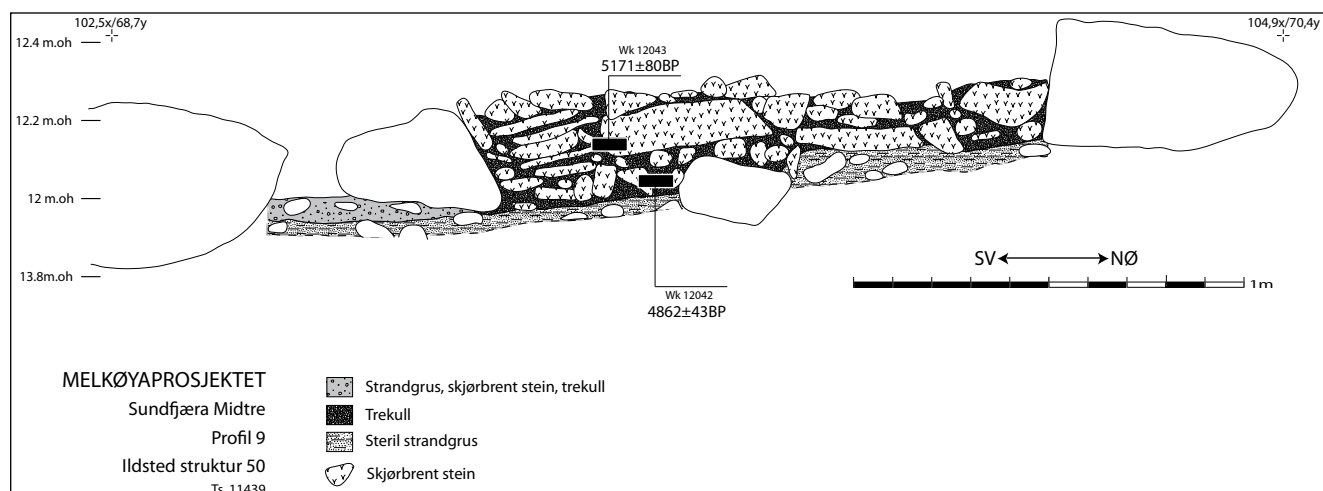 102,5x/68,7y
104,9x/70,4y
12.4 m.oh
Wk 12043
5171±80BP
12.2 m.oh
12 m.oh
SV NØ
13.8m.oh
1m
Wk 12042
4862±43BP
MELKØYAPROSJEKTET
Sundfjæra Midtre
Profil 9
Ildsted struktur 50
Ts. 11439
Strandgrus, skjørbrent stein, trekull
Trekull
Steril strandgrus
Skjørbrent stein